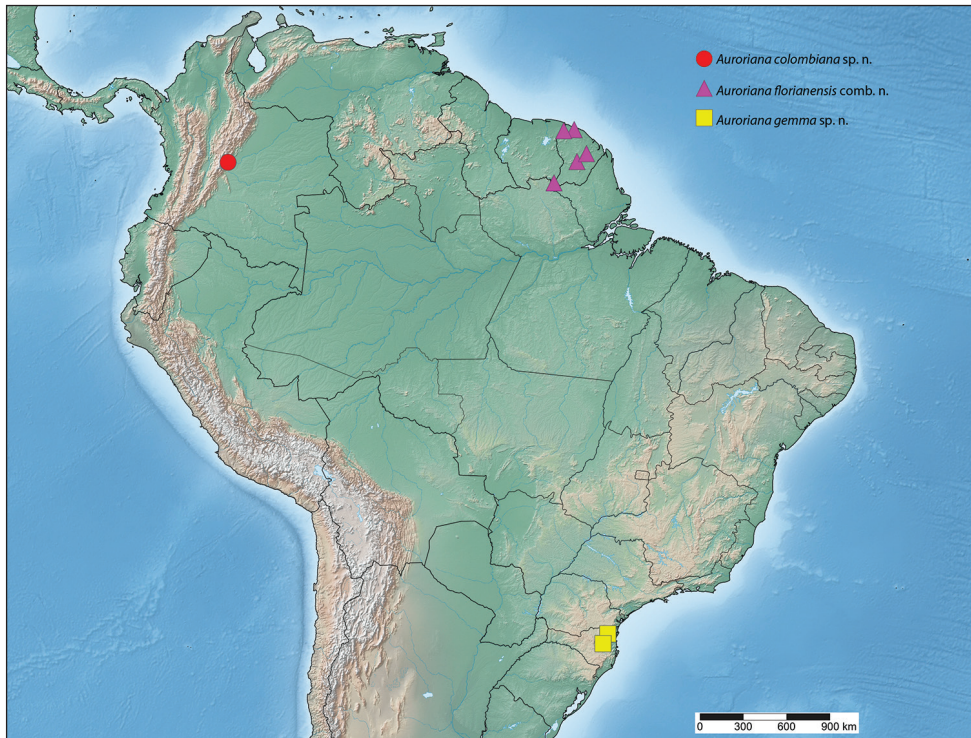 Auroriana colombiana sp. n.
Auroriana florianensis comb. n.
Auroriana gemma sp. n.
0 300 600 900 km